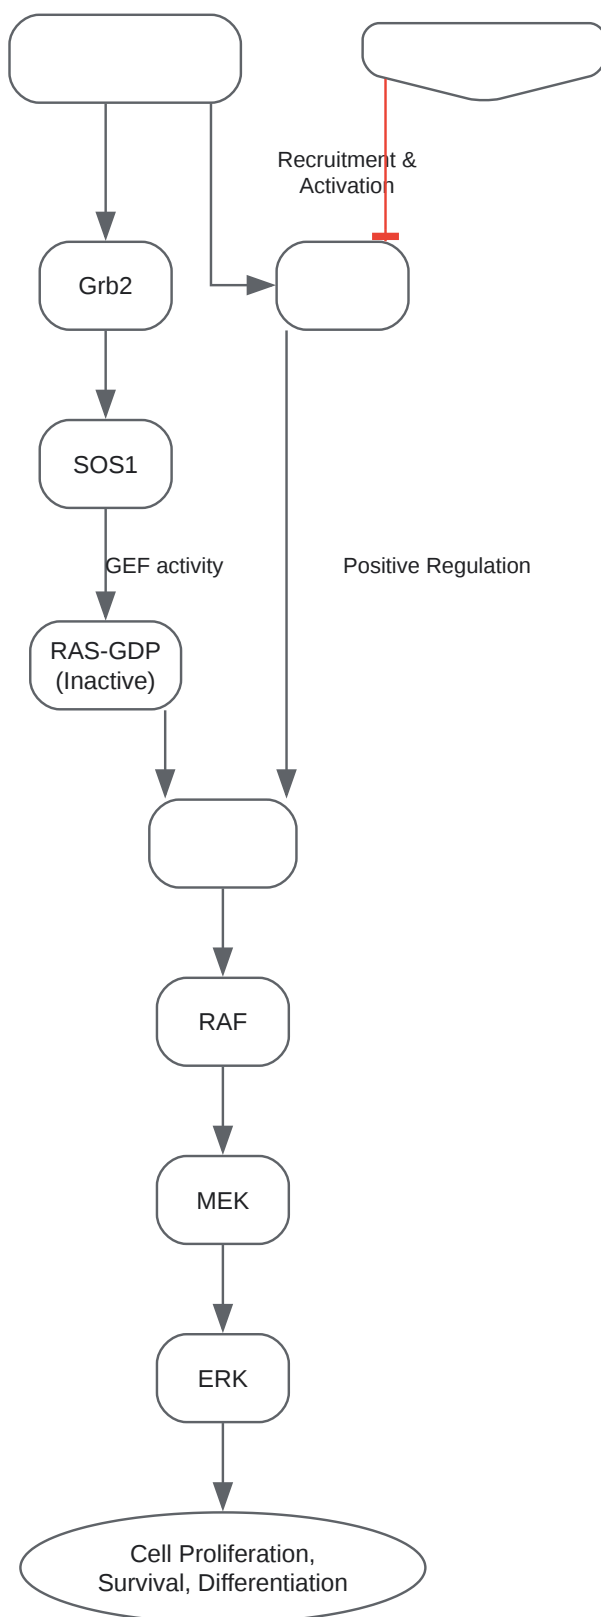 Recruitment &
Activation
Grb2
SOS1
GEF activity
Positive Regulation
RAS-GDP
(Inactive)
RAF
MEK
ERK
Cell Proliferation,
Survival, Differentiation